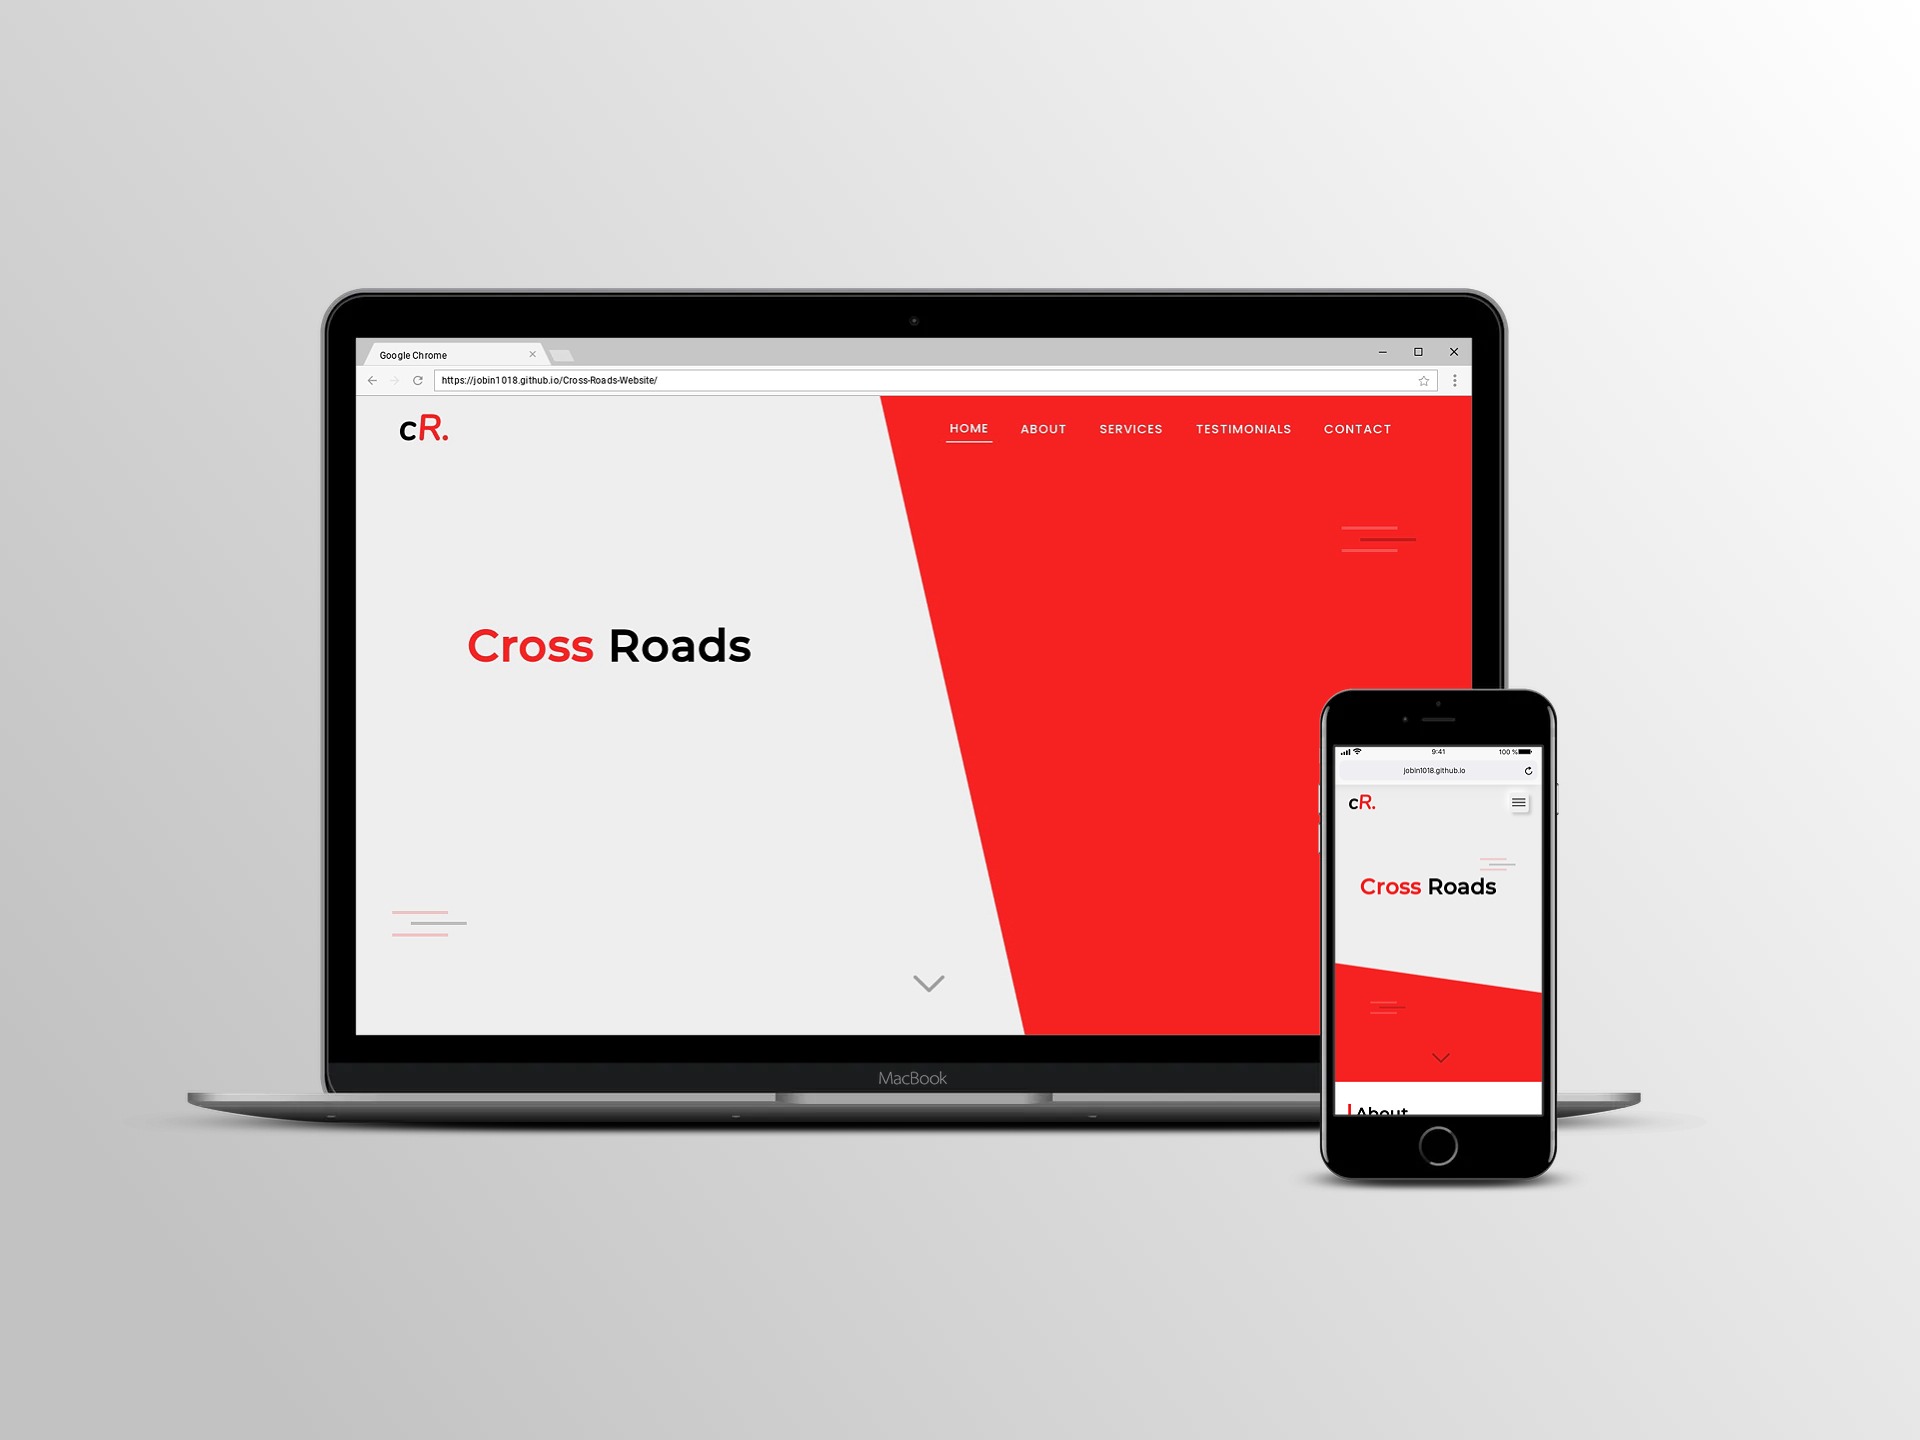 Google Chrome
https://jobin1018.github.io/Cross-Roads-Website/
cR.
HOME ABOUT SERVICES TESTIMONIALS CONTACT
Cross Roads
MacBook
9:41 100 %
jobin1018.github.io
cR.
Cross Roads
About